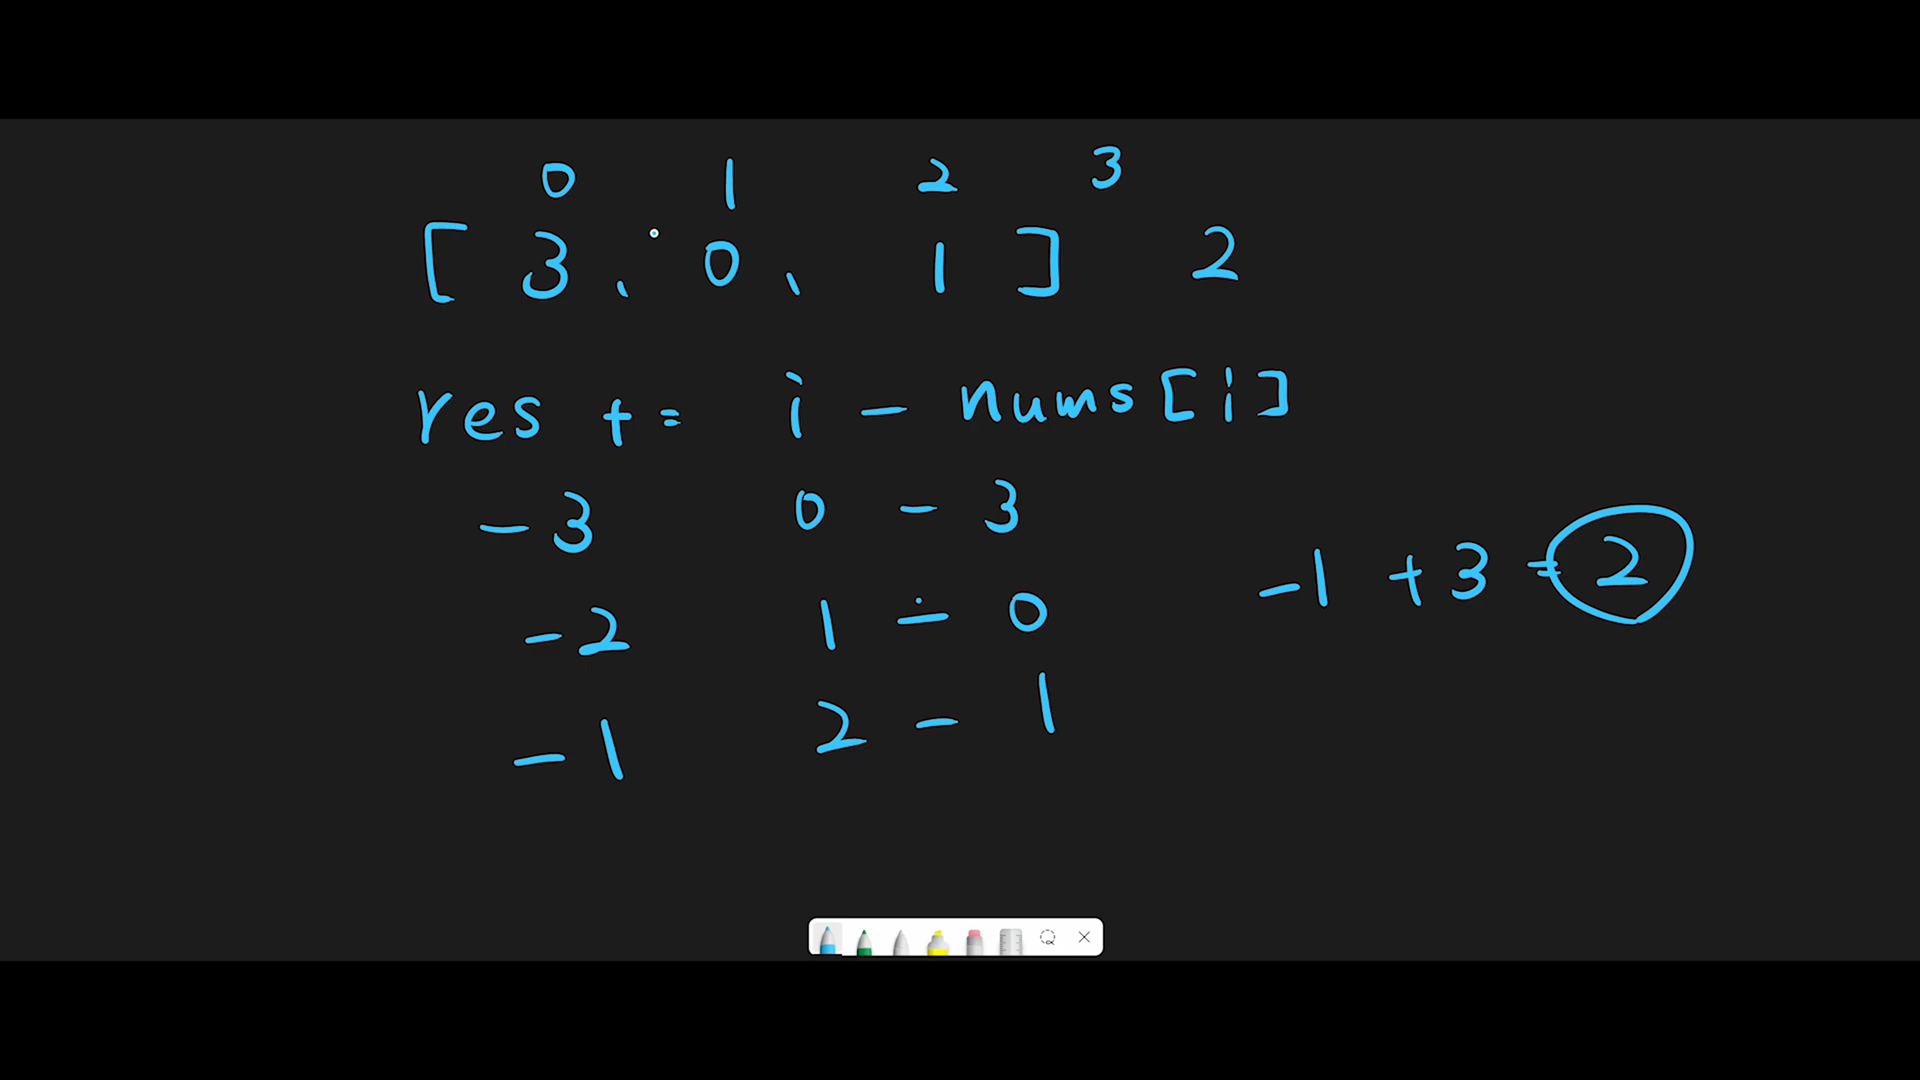 0 1 2 3
[ 3, 0, 1 ] 2
res += i - nums[i]
-3 0 - 3
-1 + 3 = 2
-2 1 - 0
-1 2 - 1